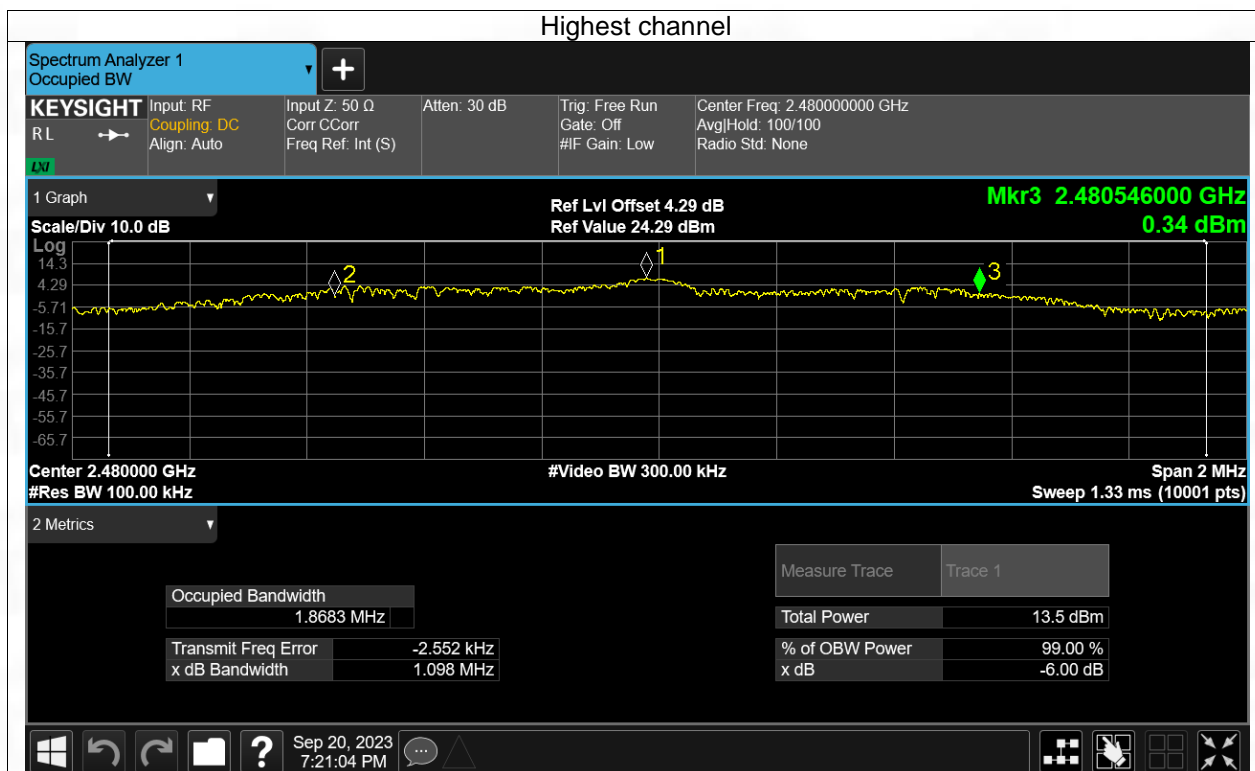 Highest channel
Spectrum Analyzer 1
Occupied BW
KEYSIGHT
R L
LXI
Input: RF
Coupling: DC
Align: Auto
Input Z: 50 Ω
Corr CCorr
Freq Ref: Int (S)
Atten: 30 dB
Trig: Free Run
Gate: Off
#IF Gain: Low
Center Freq: 2.480000000 GHz
Avg|Hold: 100/100
Radio Std: None
1 Graph
Scale/Div 10.0 dB
Ref Lvl Offset 4.29 dB
Ref Value 24.29 dBm
Mkr3 2.480546000 GHz
0.34 dBm
Log
14.3
4.29
-5.71
-15.7
-25.7
-35.7
-45.7
-55.7
-65.7
2
1
3
Center 2.480000 GHz
#Res BW 100.00 kHz
#Video BW 300.00 kHz
Span 2 MHz
Sweep 1.33 ms (10001 pts)
2 Metrics
Occupied Bandwidth
1.8683 MHz
Transmit Freq Error -2.552 kHz
x dB Bandwidth 1.098 MHz
Measure Trace Trace 1
Total Power 13.5 dBm
% of OBW Power 99.00 %
x dB -6.00 dB
?
Sep 20, 2023
7:21:04 PM